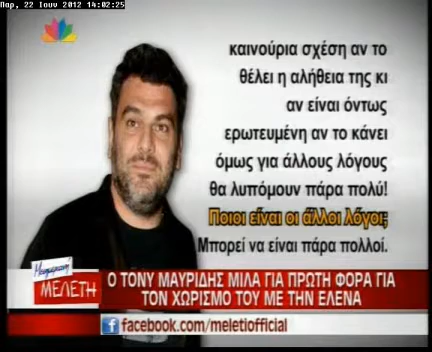 Παρ, 22 Ιουν 2012 14:02:25
καινούρια σχέση αν το
θέλει η αλήθεια της κι
αν είναι όντως
ερωτευμένη αν το κάνει
όμως για άλλους λόγους
θα λυπόμουν πάρα πολύ!
Ποιοι είναι οι άλλοι λόγοι;
Μπορεί να είναι πάρα πολλοί.
ΜΕΛΕΤΗ
Ο ΤΟΝΥ ΜΑΥΡΙΔΗΣ ΜΙΛΑ ΓΙΑ ΠΡΩΤΗ ΦΟΡΑ ΓΙΑ
ΤΟΝ ΧΩΡΙΣΜΟ ΤΟΥ ΜΕ ΤΗΝ ΕΛΕΝΑ
f facebook.com/meletiofficial